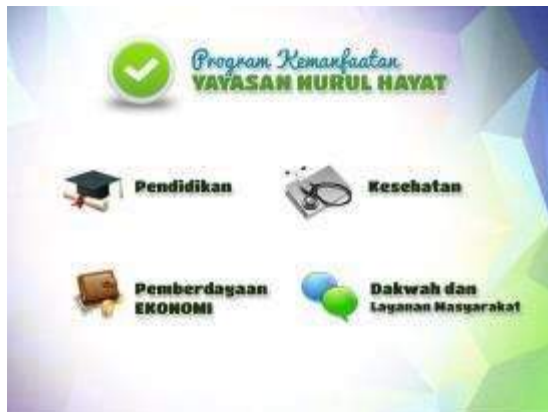 Program Kemanfaatan
YAYASAN NURUL HAYAT
Pendidikan
Kesehatan
Pemberdayaan
EKONOMI
Dakwah dan
Layanan Masyarakat